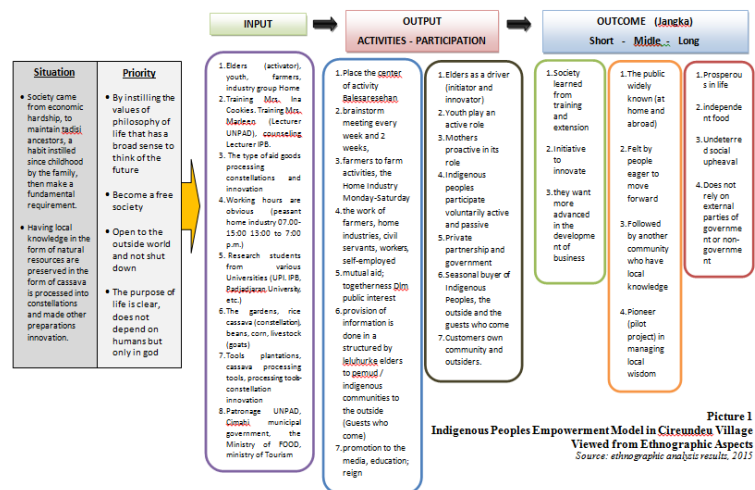 INPUT
OUTPUT
ACTIVITIES - PARTICIPATION
OUTCOME (Jangka)
Short - Midle - Long
Situation
• Society came
from economic
hardship, to
maintain tadisi
ancestors, a
habit instilled
since childhood
by the family,
then make a
fundamental
requirement.
• Having local
knowledge in the
form of natural
resources are
preserved in the
form of cassava
is processed into
constellations
and made other
preparations
innovation.
Priority
• By instilling the
values of
philosophy of
life that has a
broad sense to
think of the
future
• Become a free
society
• Open to the
outside world
and not shut
down
• The purpose of
life is clear,
does not
depend on
humans but
only in god
1. Elders (activator),
youth, farmers,
industry group Home
2. Training Mrs. Ina
Cookies. Training Mrs.
Marleen (Lecturer
UNPAD), counseling
Lecturer IPB.
3. The type of aid goods
processing
constellations and
innovation
4. Working hours are
obvious (peasant
home industry 07.00-
15:00 13:00 to 7:00
p.m.)
5. Research students
from various
Universities (UPI. IPB,
Padjadjaran University,
etc.)
6. The gardens, rice
cassava (constellation),
beans, corn, livestock
(goats)
7. Tools plantations,
cassava processing
tools, processing tools-
constellation
innovation
8. Patronage UNPAD,
Cimahi municipal
government, the
Ministry of FOOD,
ministry of Tourism
1. Place the center
of activity
Balesaresehan
2. brainstorm
meeting every
week and 2
weeks,
3. farmers to farm
activities, the
Home Industry
Monday-Saturday
4. the work of
farmers, home
industries, civil
servants, workers,
self-employed
5. mutual aid;
togetherness Dlm
public interest
6. provision of
information is
done in a
structured by
leluhurke elders
to pemud /
indigenous
communities to
the outside
(Guests who
come)
7. promotion to the
media, education;
reign
1. Elders as a driver
(initiator and
innovator)
2. Youth play an
active role
3. Mothers
proactive in its
role
4. Indigenous
peoples
participate
voluntarily active
and passive
5. Private
partnership and
government
6. Seasonal buyer of
Indigenous
Peoples, the
outside and the
guests who come
7. Customers own
community and
outsiders.
1. Society
learned from
training and
extension
2. Initiative
to innovate
3. they want
more
advanced in
the
developme
nt of
business
1. The public
widely
known (at
home and
abroad)
2. Felt by
people
eager to
move
forward
3. Followed
by another
community
who have
local
knowledge
4. Pioneer
(pilot
project) in
managing
local
wisdom
1. Prosperou
s in life
2. independe
nt food
3. Undeterre
d social
upheaval
4. Does not
rely on
external
parties of
governme
nt or non-
governme
nt
Picture 1
Indigenous Peoples Empowerment Model in Cireundeu Village
Viewed from Ethnographic Aspects
Source: ethnographic analysis results, 2015